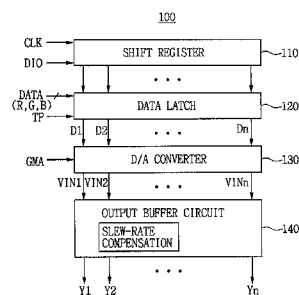 100
CLK
DIO
SHIFT REGISTER
110
DATA
(R,G,B)
TP
DATA LATCH
120
D1 D2 Dn
GMA
D/A CONVERTER
130
VIN1 VIN2 VINn
OUTPUT BUFFER CIRCUIT
SLEW-RATE
COMPENSATION
140
Y1 Y2 Yn